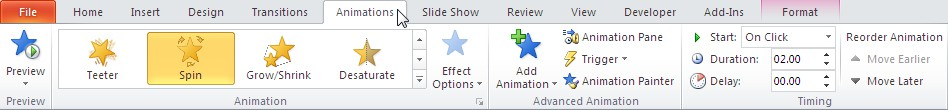 File Home Insert Design Transitions Animations Slide Show Review View Developer Add-Ins Format
Preview
Teeter Spin Grow/Shrink Desaturate
Effect
Options
Add
Animation
Animation Pane
Trigger
Animation Painter
Start: On Click
Duration: 02.00
Delay: 00.00
Reorder Animation
Move Earlier
Move Later
Preview Animation Advanced Animation Timing